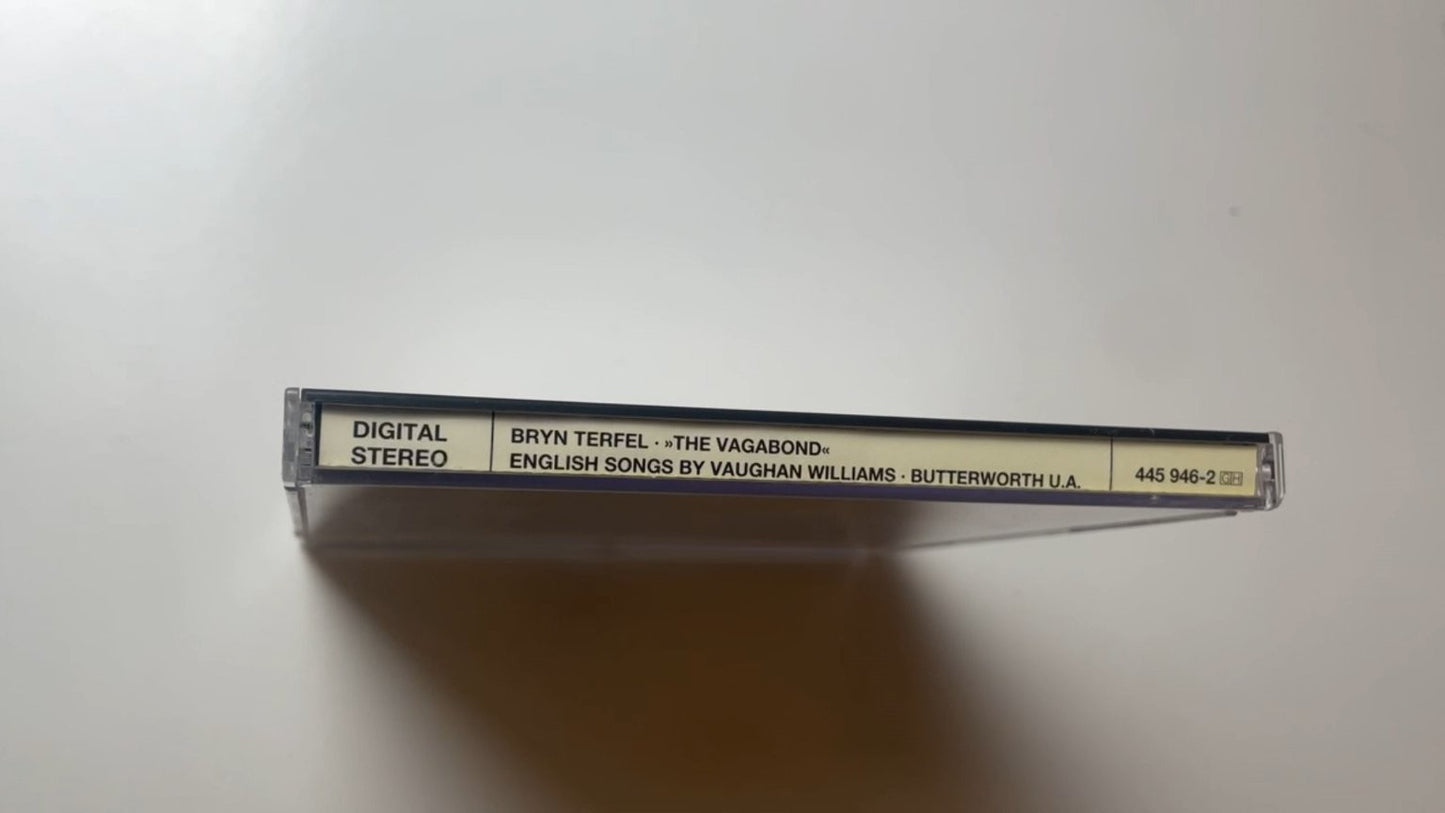 DIGITAL
STEREO
BRYN TERFEL · »THE VAGABOND«
ENGLISH SONGS BY VAUGHAN WILLIAMS · BUTTERWORTH U.A.
445 946-2 GH